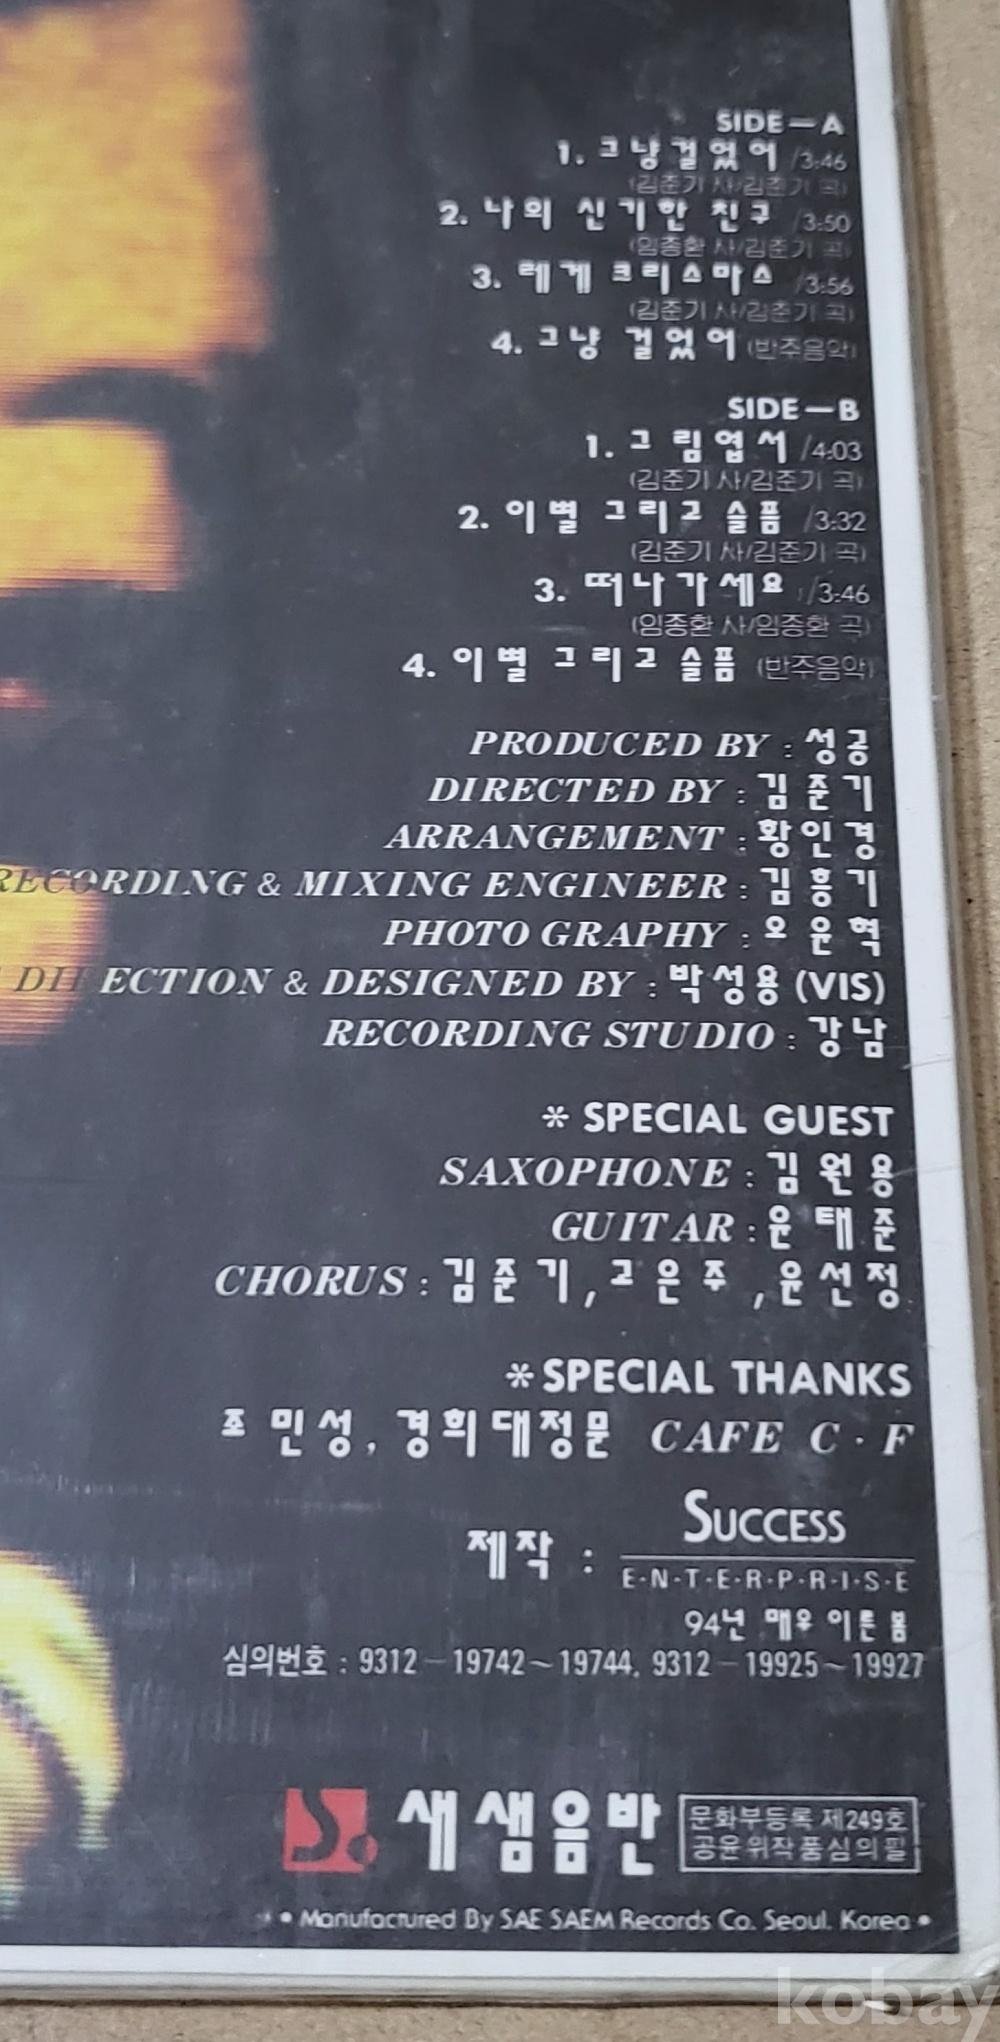 SIDE-A
1. 그냥걸었어 /3:46
(김준기 사/김준기 곡)
2. 나의 신기한 친구 /3:50
(임종환 사/김준기 곡)
3. 레게 크리스마스 /3:56
(김준기 사/김준기 곡)
4. 그냥 걸었어 (반주음악)
SIDE-B
1. 그림엽서 /4:03
(김준기 사/김준기 곡)
2. 이별 그리고 슬픔 /3:32
(김준기 사/김준기 곡)
3. 떠나가세요 /3:46
(임종환 사/임종환 곡)
4. 이별 그리고 슬픔 (반주음악)
PRODUCED BY : 성공
DIRECTED BY : 김준기
ARRANGEMENT : 황인경
RECORDING & MIXING ENGINEER : 김흥기
PHOTO GRAPHY : 오윤혁
DIRECTION & DESIGNED BY : 박성용 (VIS)
RECORDING STUDIO : 강남
* SPECIAL GUEST
SAXOPHONE : 김원용
GUITAR : 윤태준
CHORUS : 김준기, 고은주, 윤선정
* SPECIAL THANKS
조민성, 경희대정문 CAFE C·F
제작 : SUCCESS
E·N·T·E·R·P·R·I·S·E
94년 매우 이른 봄
심의번호 : 9312-19742~19744, 9312-19925~19927
새샘음반
문화부등록 제249호
공윤위작품심의필
• Manufactured By SAE SAEM Records Co. Seoul. Korea •
kobay